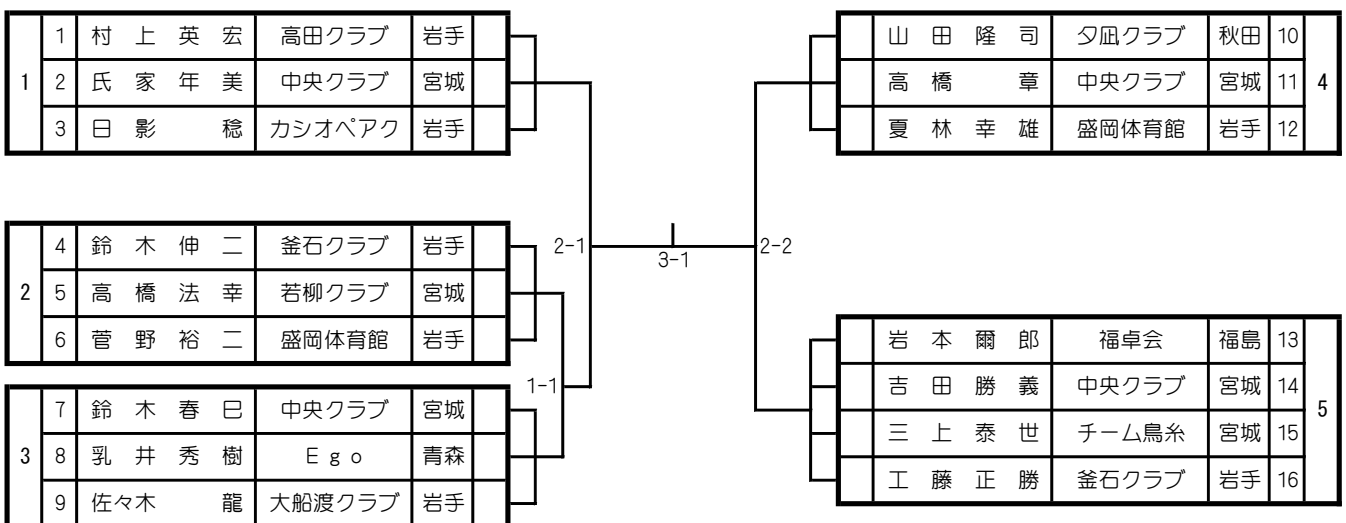 1
1 村上英宏 高田クラブ 岩手
2 氏家年美 中央クラブ 宮城
3 日影 稔 カシオペアク 岩手
2
4 鈴木伸二 釜石クラブ 岩手
5 高橋法幸 若柳クラブ 宮城
6 菅野裕二 盛岡体育館 岩手
3
7 鈴木春巳 中央クラブ 宮城
8 乳井秀樹 Ego 青森
9 佐々木 龍 大船渡クラブ 岩手
2-1
1-1
3-1
2-2
山田隆司 夕凪クラブ 秋田 10
高橋 章 中央クラブ 宮城 11
夏林幸雄 盛岡体育館 岩手 12
4
岩本爾郎 福卓会 福島 13
吉田勝義 中央クラブ 宮城 14
三上泰世 チーム鳥糸 宮城 15
工藤正勝 釜石クラブ 岩手 16
5